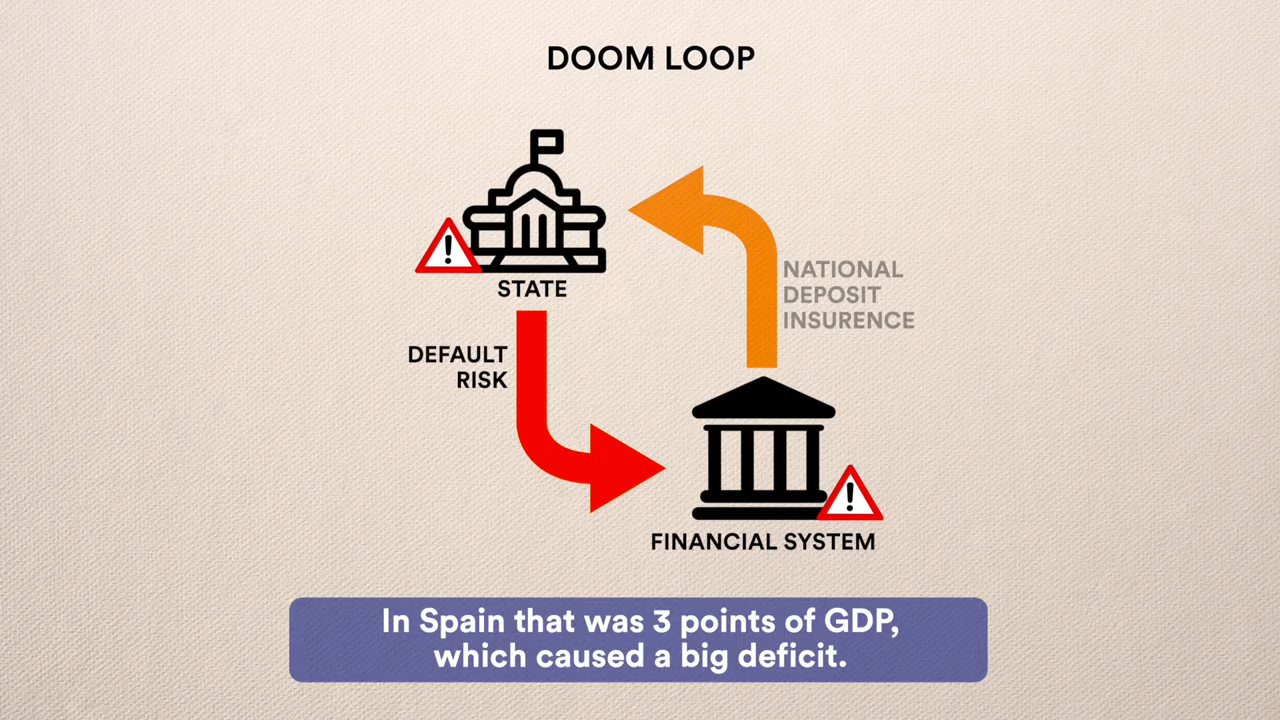 DOOM LOOP
STATE
NATIONAL
DEPOSIT
INSURENCE
DEFAULT
RISK
FINANCIAL SYSTEM
In Spain that was 3 points of GDP,
which caused a big deficit.